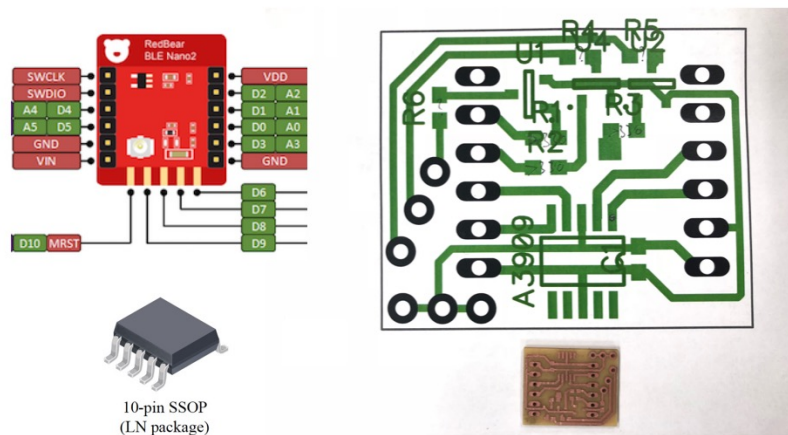 RedBear
BLE Nano2
SWCLK
VDD
SWDIO
D2 A2
A4 D4
D1 A1
A5 D5
D0 A0
GND
D3 A3
VIN
GND
D6
D7
D8
D10 MRST
D9
10-pin SSOP
(LN package)
R4 R5
U1 U4 U2
R6
R1 R3
R2
A3909
C1